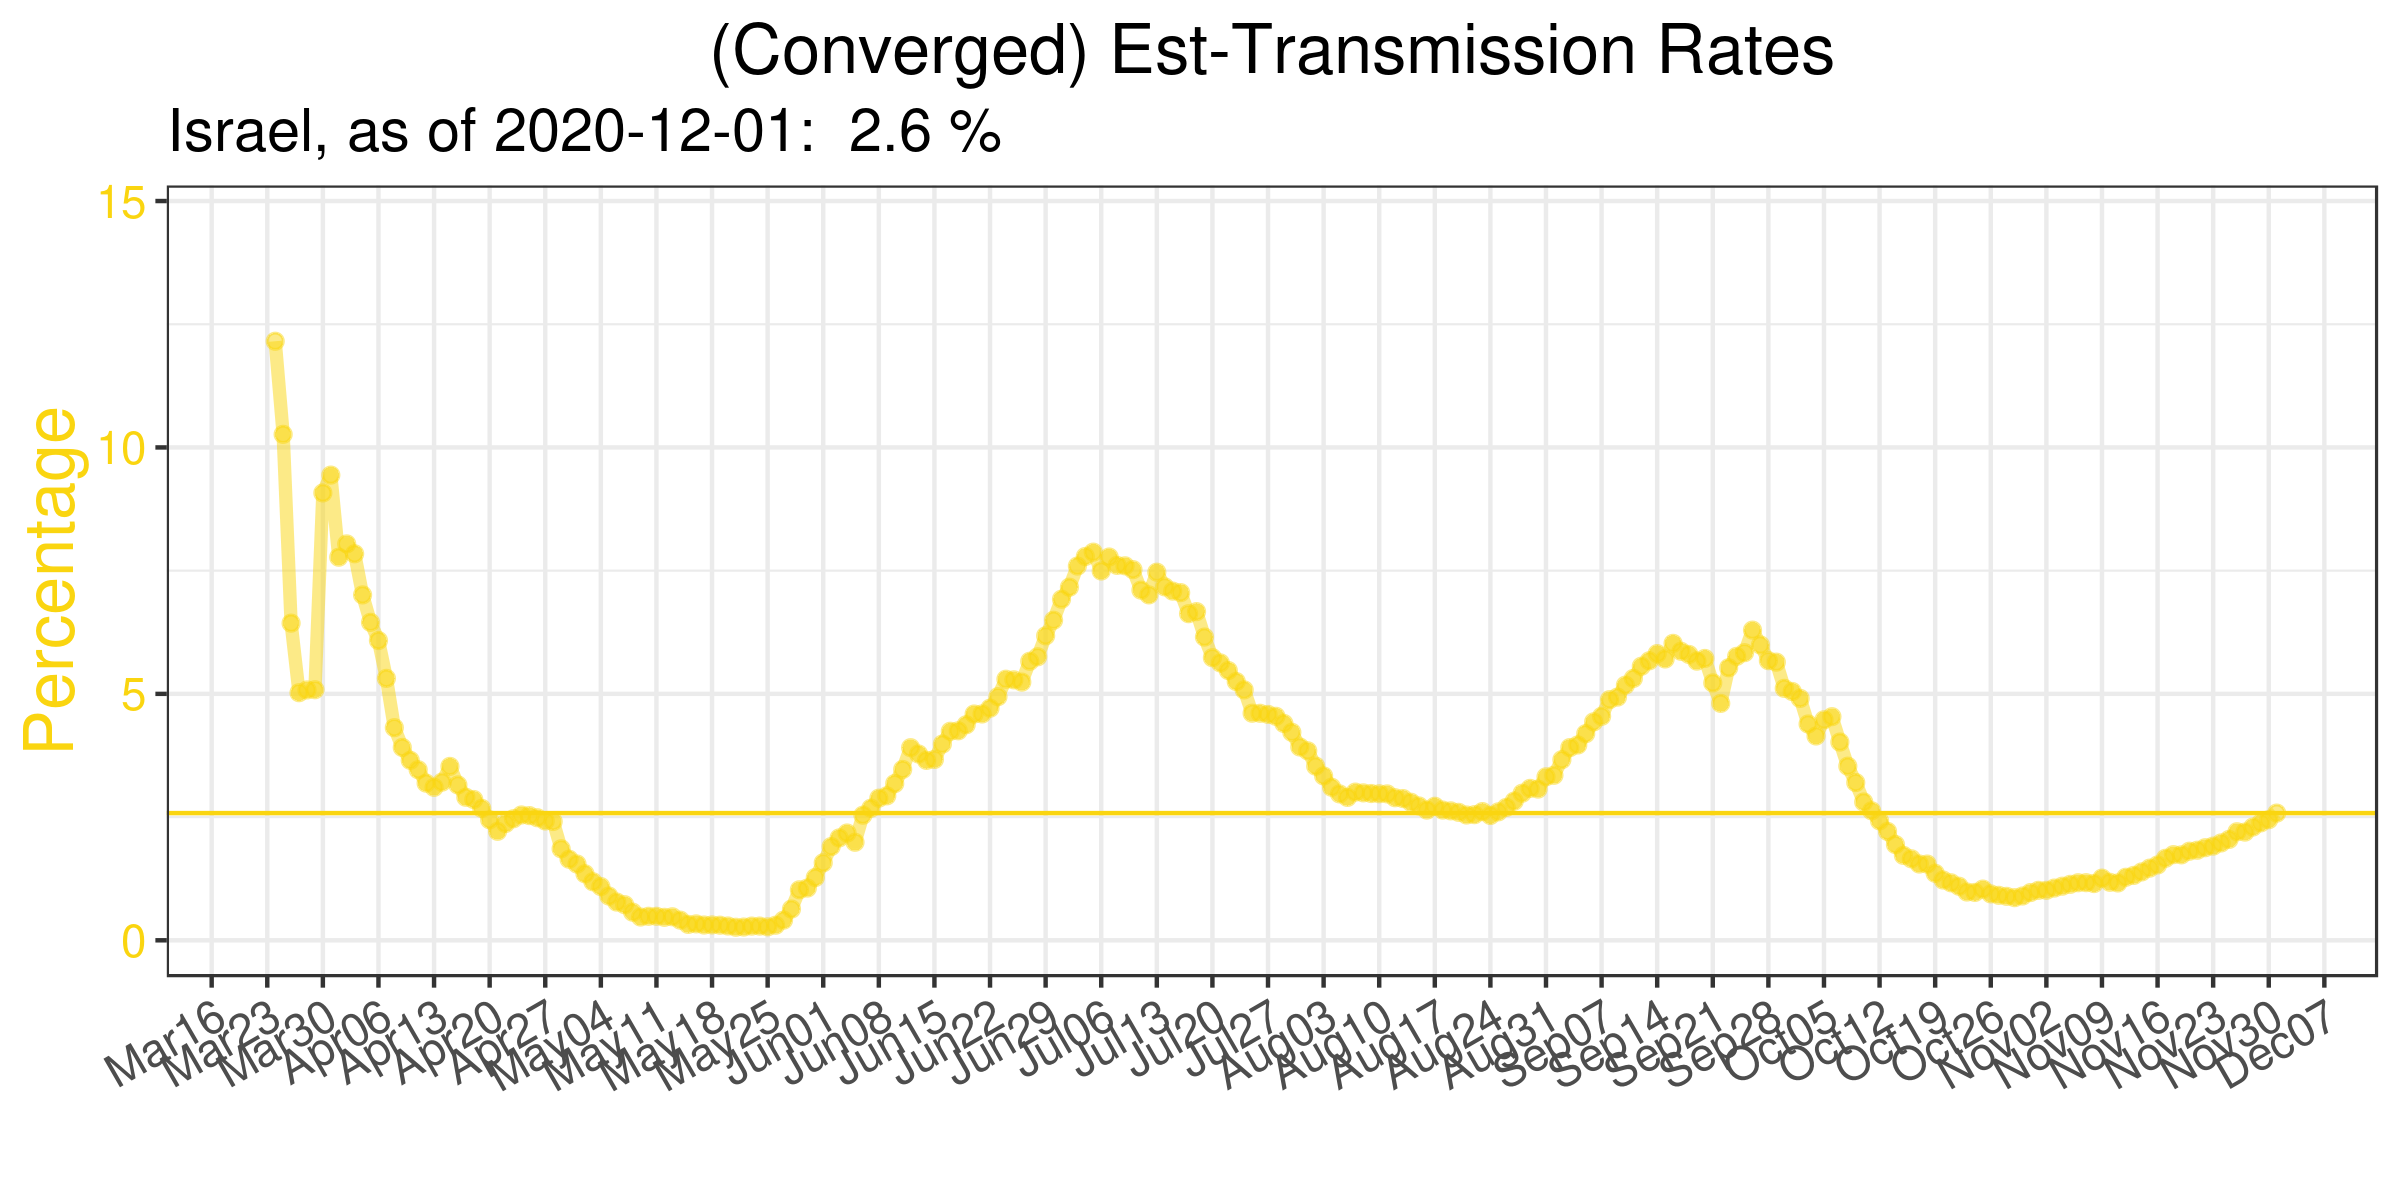 (Converged) Est-Transmission Rates
Israel, as of 2020-12-01:  2.6 %
Percentage
15
10
5
0
Mar16
Mar23
Mar30
Apr06
Apr13
Apr20
Apr27
May04
May11
May18
May25
Jun01
Jun08
Jun15
Jun22
Jun29
Jul06
Jul13
Jul20
Jul27
Aug03
Aug10
Aug17
Aug24
Aug31
Sep07
Sep14
Sep21
Sep28
Oct05
Oct12
Oct19
Oct26
Nov02
Nov09
Nov16
Nov23
Nov30
Dec07